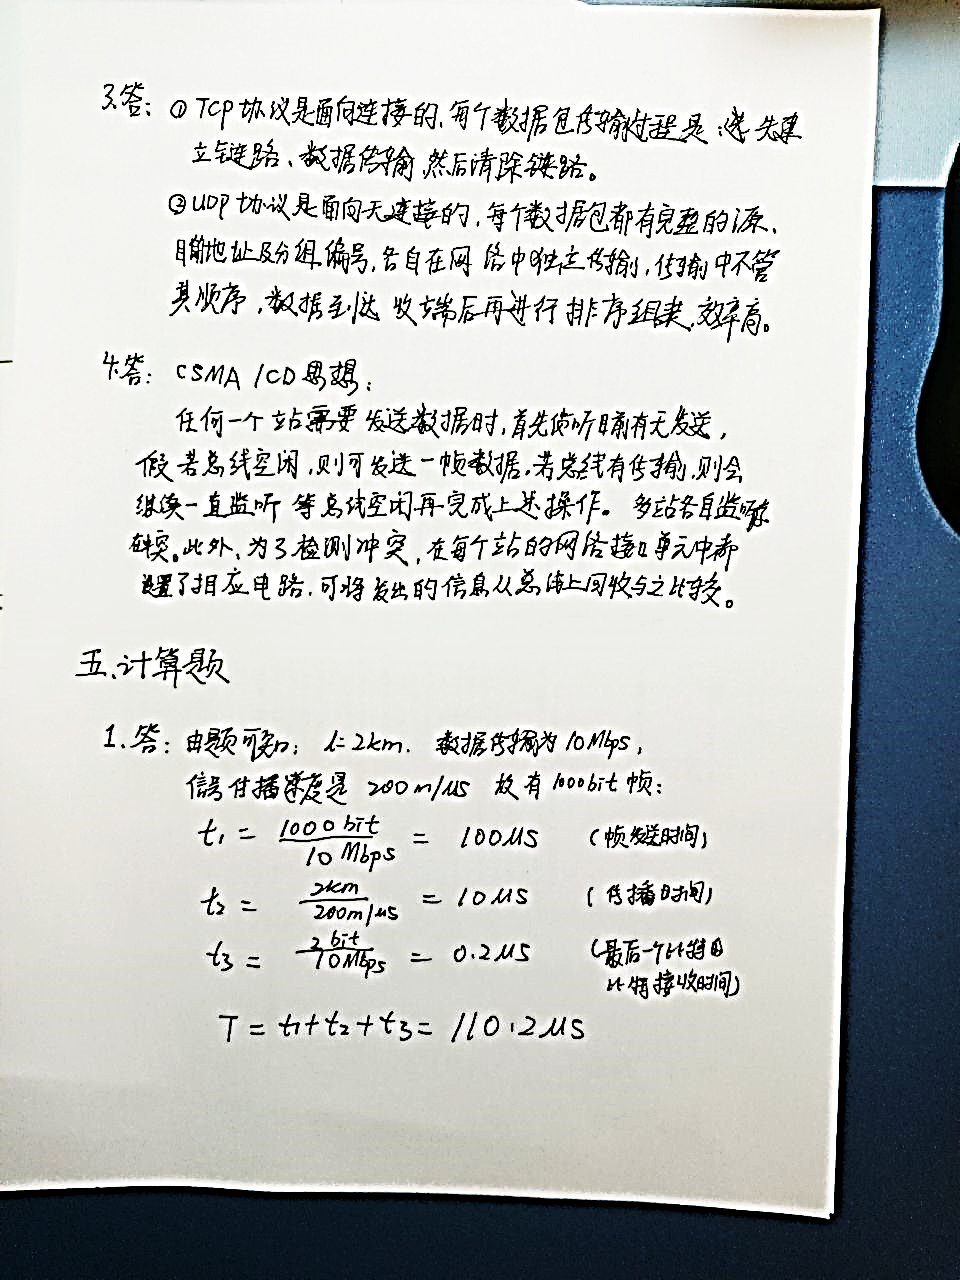 3.答: ① TCP协议是面向连接的,每个数据包传输过程是:先建
立链路、数据传输,然后清除链路。
②UDP协议是面向无连接的,每个数据包都有完整的源、
目的地址及分组编号,各自在网络中独立传输,传输中不管
其顺序,数据到达收端后再进行排序组装,效率高。
4.答: CSMA/CD思想:
任何一个站需要发送数据时,首先侦听目前有无发送,
假若总线空闲,则可发送一帧数据,若总线有传输,则会
继续一直监听等总线空闲再完成上述操作。多站各自监听
冲突。此外,为了检测冲突,在每个站的网络接口单元中都
设置了相应电路,可将发出的信息从总线上回收与之比较。
五.计算题
1.答: 由题可知: l=2km. 数据传输为10Mbps,
信号传播速度是 200m/μs 故有1000bit帧:
t₁ = 1000bit/10Mbps = 100μs (帧发送时间)
t₂ = 2km/200m/μs = 10μs (传播时间)
t₃ = 2bit/10Mbps = 0.2μs (最后一个比特的
比特接收时间)
T = t₁+t₂+t₃ = 110.2μs